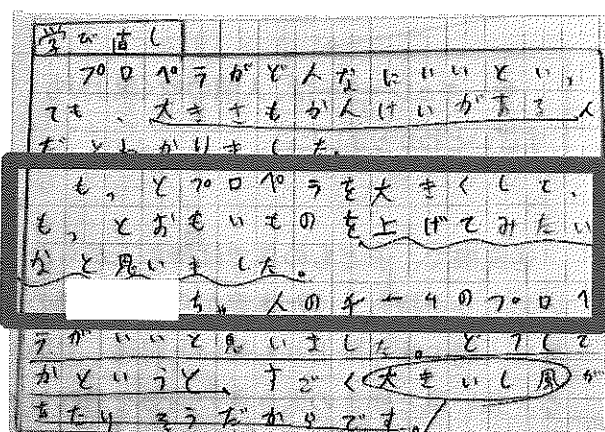 学び直し
プロペラがどんなにいいといっ
ても、大きさもかんけいがあるん
だとわかりました。
もっとプロペラを大きくして、
もっとおもいものを上げてみたい
なと思いました。
ちゃんのチームのプロペ
ラがいいと思いました。どうして
かというと、すごく大きいし風が
きたりそうだからです。